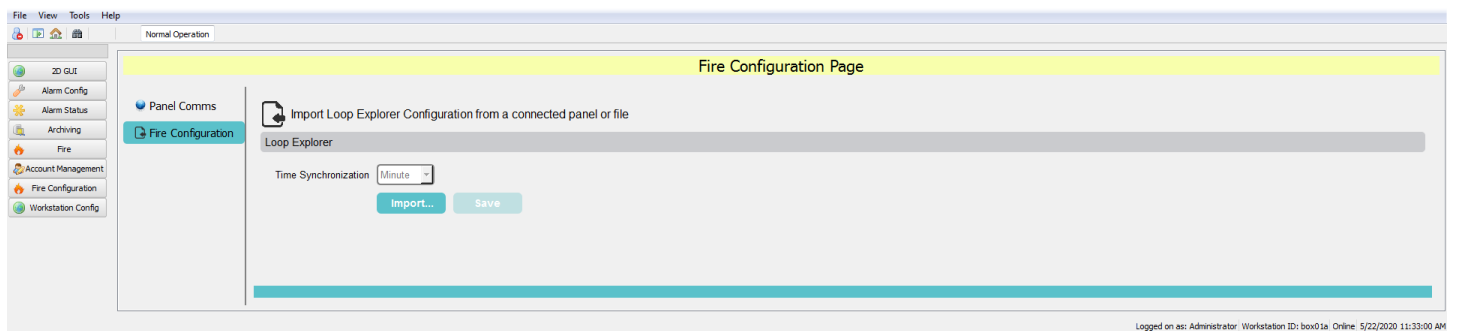 File View Tools Help
Normal Operation
2D GUI
Alarm Config
Alarm Status
Archiving
Fire
Account Management
Fire Configuration
Workstation Config
Fire Configuration Page
Panel Comms
Fire Configuration
Import Loop Explorer Configuration from a connected panel or file
Loop Explorer
Time Synchronization Minute
Import... Save
Logged on as: Administrator Workstation ID: box01a Online 5/22/2020 11:33:00 AM